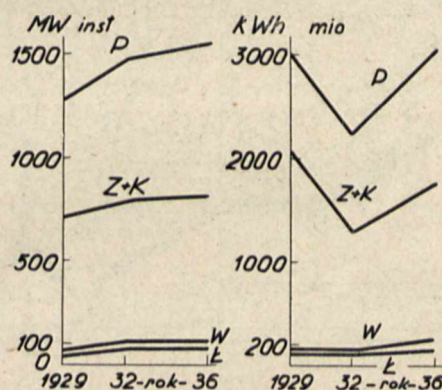 MW inst
1500
P
1000
Z+K
500
100
W
Ł
0
1929 32-rok-36
kWh mio
3000
P
2000
Z+K
1000
W
200
Ł
1929 32-rok-36